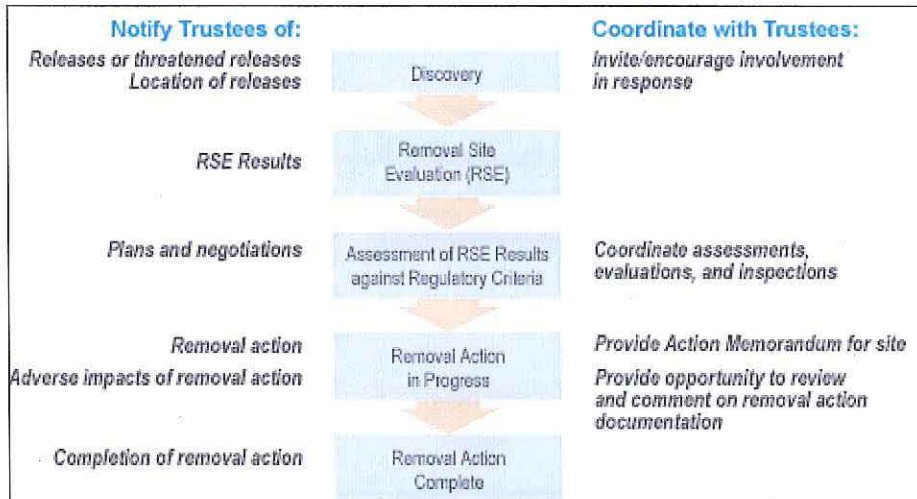 Notify Trustees of:
Coordinate with Trustees:
Releases or threatened releases
Location of releases
Discovery
Invite/encourage involvement
in response
RSE Results
Removal Site
Evaluation (RSE)
Plans and negotiations
Assessment of RSE Results
against Regulatory Criteria
Coordinate assessments,
evaluations, and inspections
Removal action
Adverse impacts of removal action
Removal Action
in Progress
Provide Action Memorandum for site
Provide opportunity to review
and comment on removal action
documentation
Completion of removal action
Removal Action
Complete